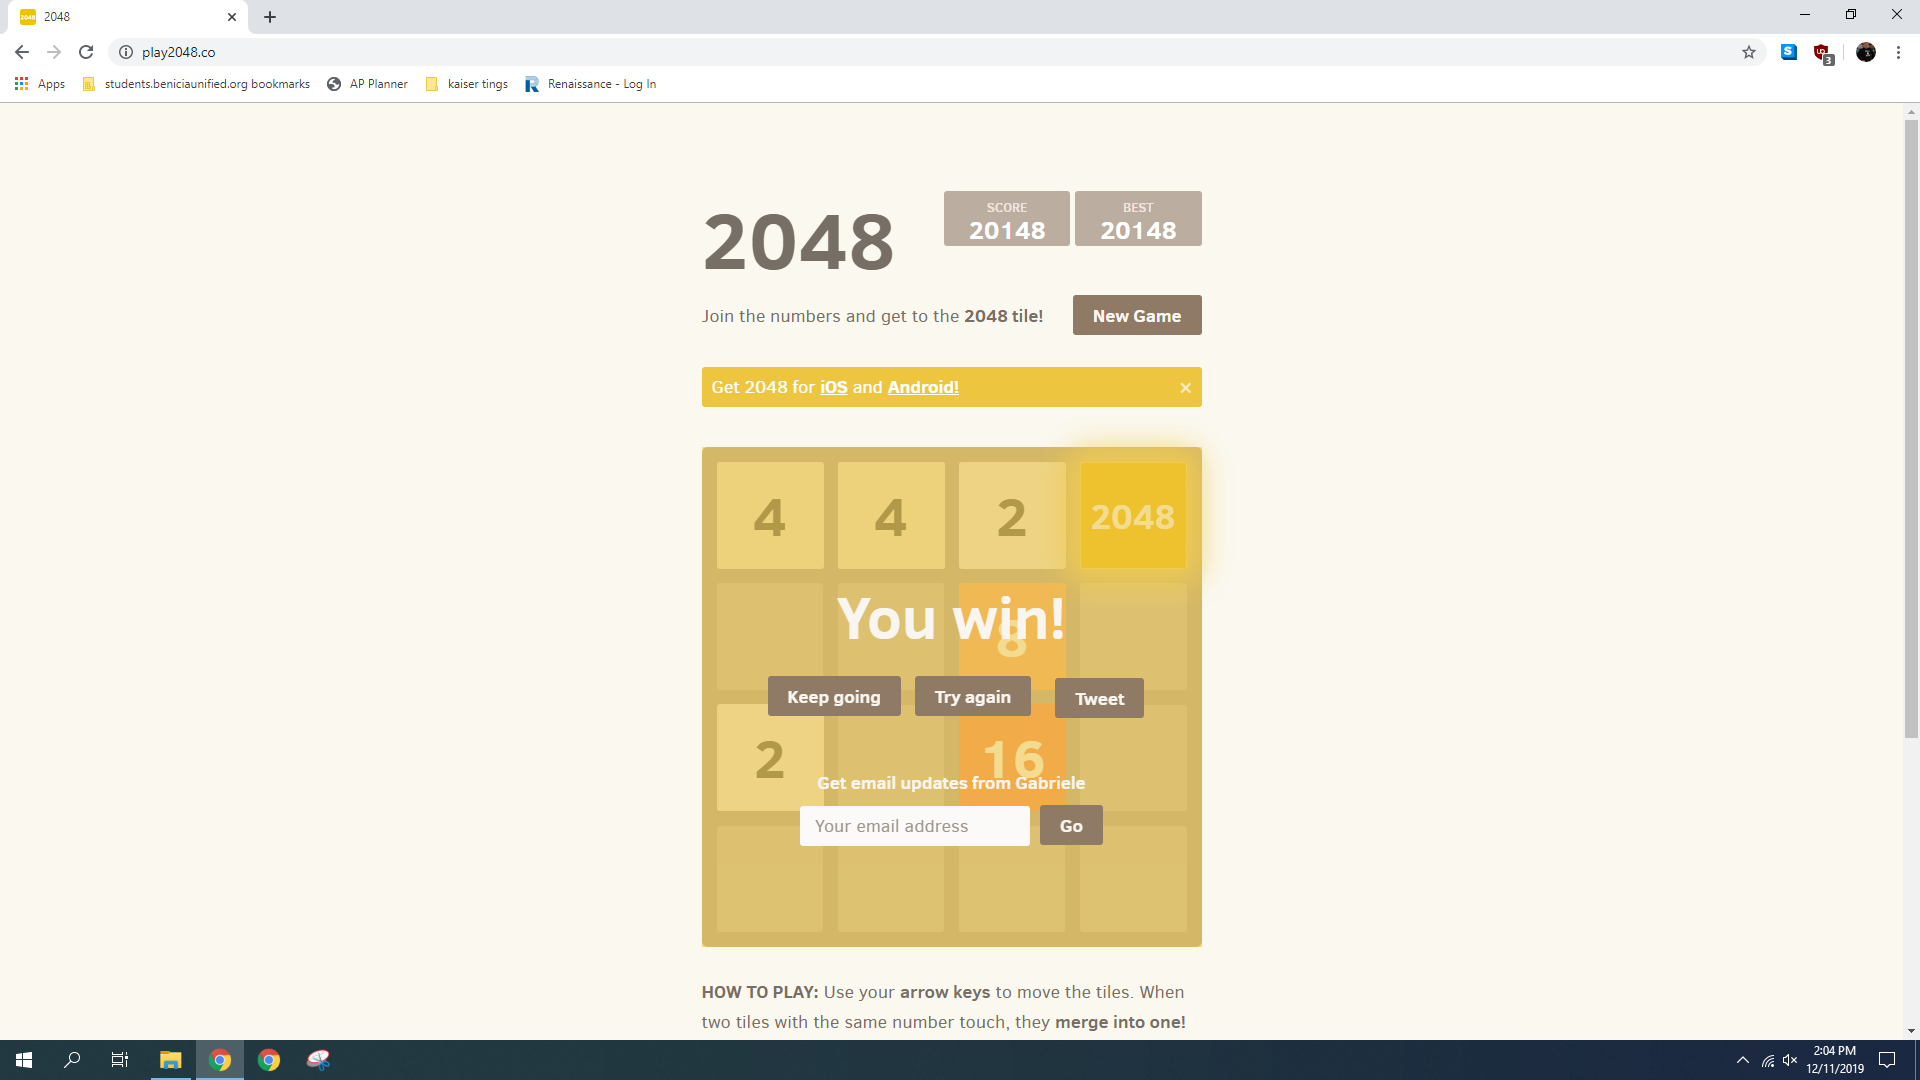 2048
2048
play2048.co
3
Apps
students.beniciaunified.org bookmarks
AP Planner
kaiser tings
Renaissance - Log In
2048
SCORE
20148
BEST
20148
Join the numbers and get to the 2048 tile!
New Game
Get 2048 for iOS and Android!
4
4
2
2048
You win!
8
Keep going
Try again
Tweet
2
16
Get email updates from Gabriele
Your email address
Go
HOW TO PLAY: Use your arrow keys to move the tiles. When
two tiles with the same number touch, they merge into one!
2:04 PM
12/11/2019